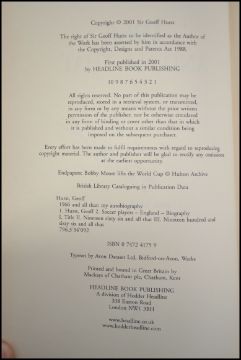 Copyright © 2001 Sir Geoff Hurst
The right of Sir Geoff Hurst to be identified as the Author of
the Work has been asserted by him in accordance with
the Copyright, Designs and Patents Act 1988.
First published in 2001
by HEADLINE BOOK PUBLISHING
10 9 8 7 6 5 4 3 2 1
All rights reserved. No part of this publication may be
reproduced, stored in a retrieval system, or transmitted,
in any form or by any means without the prior written
permission of the publisher, nor be otherwise circulated
in any form of binding or cover other than that in which
it is published and without a similar condition being
imposed on the subsequent purchaser.
Every effort has been made to fulfil requirements with regard to reproducing
copyright material. The author and publisher will be glad to rectify any omissions
at the earliest opportunity.
Endpapers: Bobby Moore lifts the World Cup © Hulton Archive
British Library Cataloguing in Publication Data
Hurst, Geoff
1966 and all that: my autobiography
1. Hurst, Geoff 2. Soccer players – England – Biography
I. Title II. Nineteen sixty six and all that III. Nineteen hundred and
sixty six and all that
796.3'34'092
ISBN 0 7472 4175 9
Typeset by Avon Dataset Ltd, Bidford-on-Avon, Warks
Printed and bound in Great Britain by
Mackays of Chatham plc, Chatham, Kent
HEADLINE BOOK PUBLISHING
A division of Hodder Headline
338 Euston Road
London NW1 3BH
www.headline.co.uk
www.hodderheadline.com